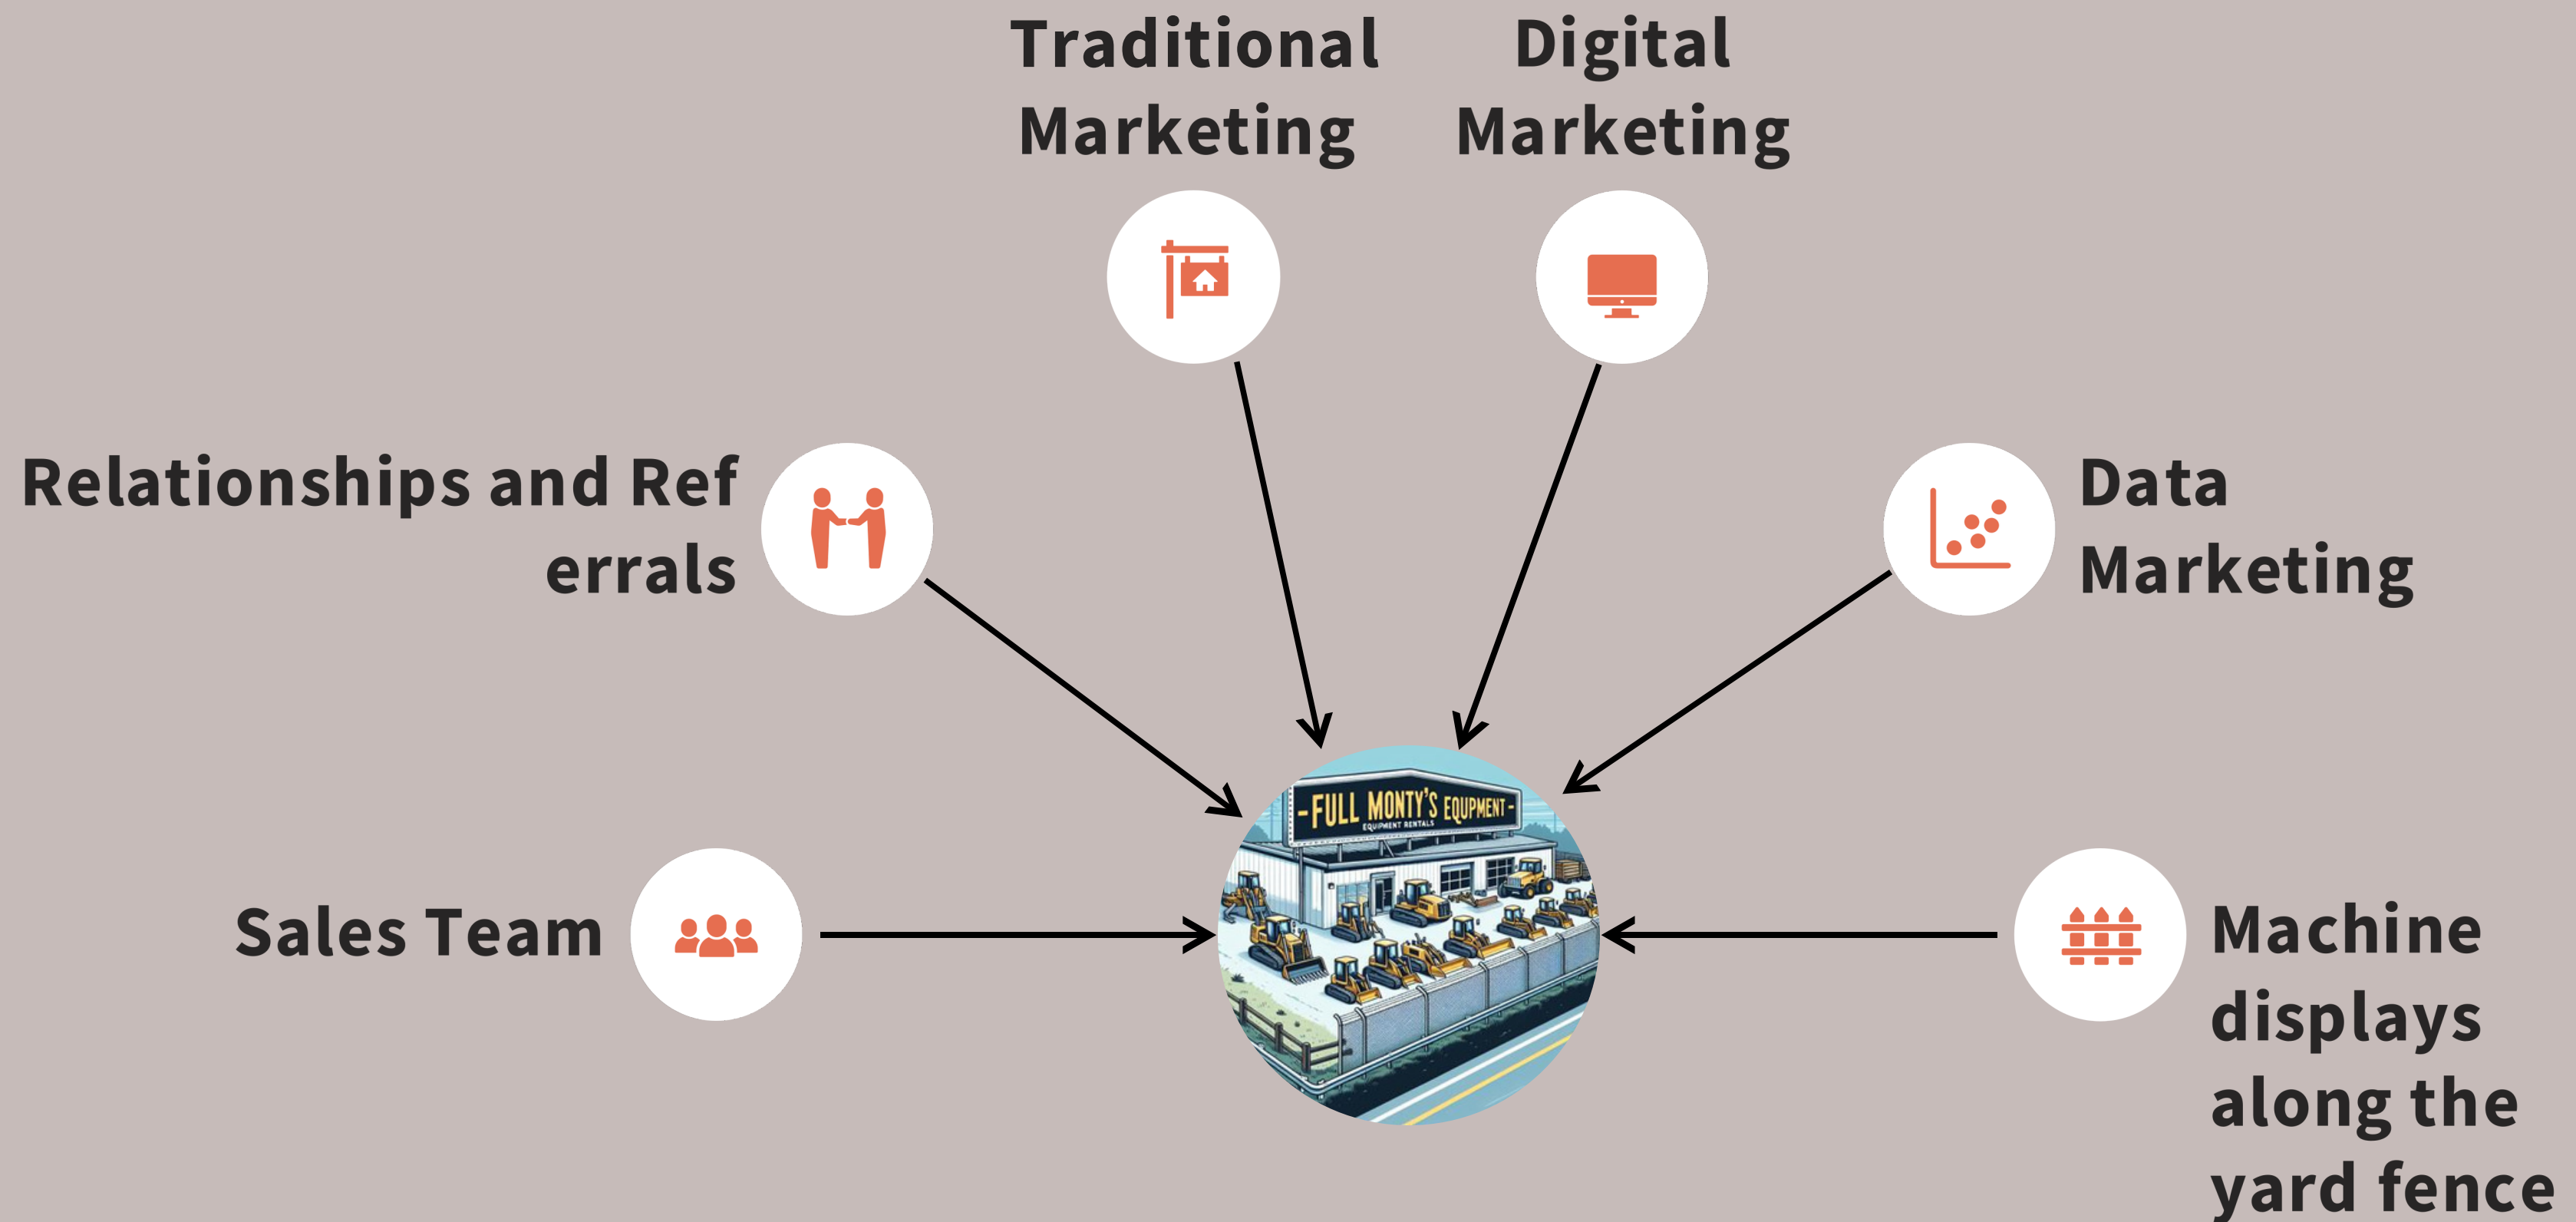 Traditional
Marketing
Digital
Marketing
Relationships and Ref
errals
Data
Marketing
-FULL MONTY'S EQUPMENT-
EQUIPMENT RENTALS
Sales Team
Machine
displays
along the
yard fence